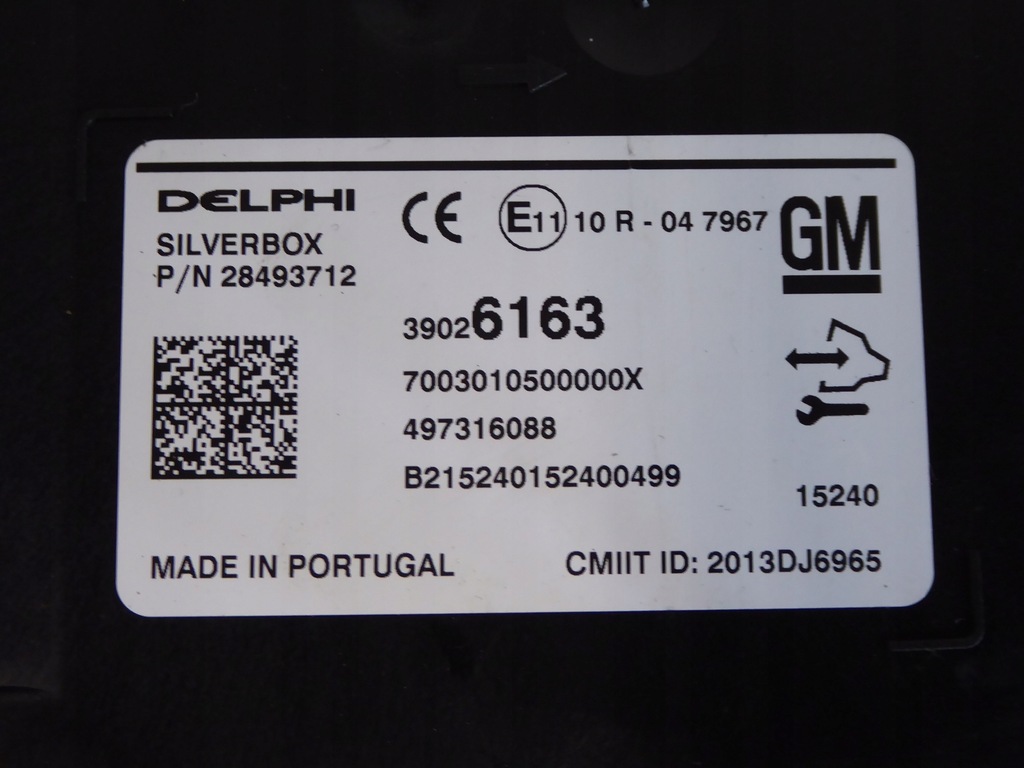 DELPHI
SILVERBOX
P/N 28493712
CE E11 10 R - 04 7967
GM
39026163
7003010500000X
497316088
B215240152400499
15240
MADE IN PORTUGAL
CMIIT ID: 2013DJ6965